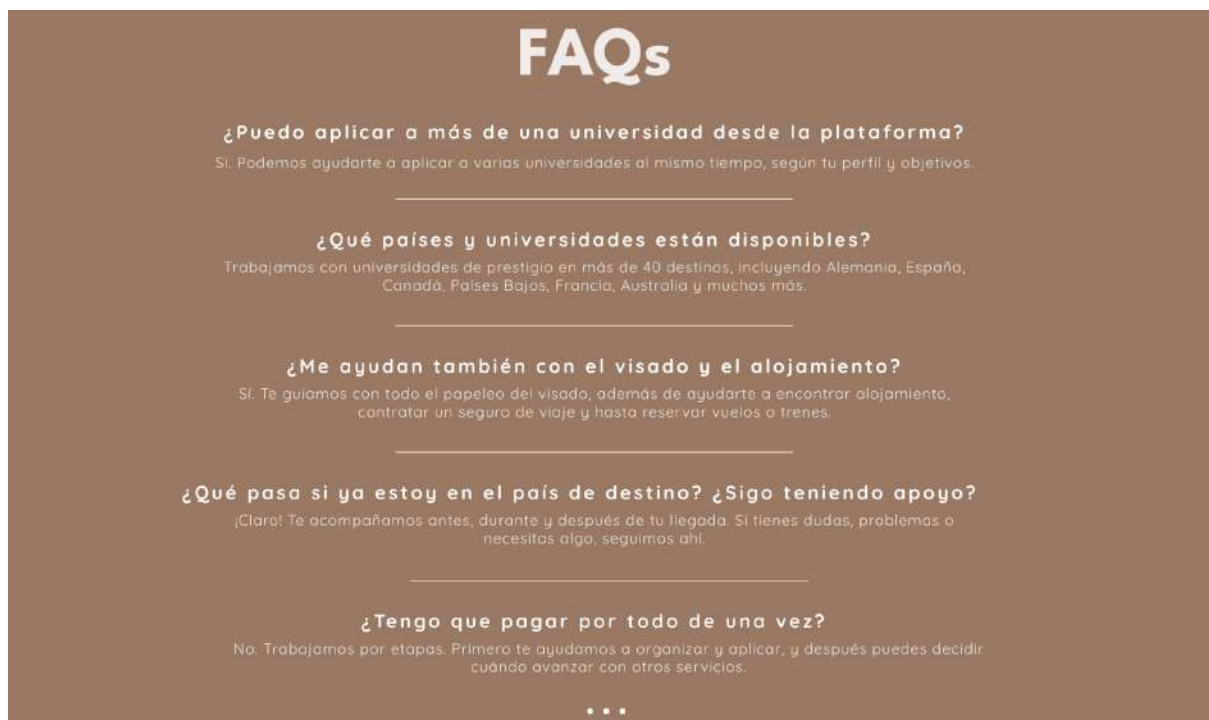 FAQs
¿Puedo aplicar a más de una universidad desde la plataforma?
Sí. Podemos ayudarte a aplicar a varias universidades al mismo tiempo, según tu perfil y objetivos.
¿Qué países y universidades están disponibles?
Trabajamos con universidades de prestigio en más de 40 destinos, incluyendo Alemania, España,
Canadá, Países Bajos, Francia, Australia y muchos más.
¿Me ayudan también con el visado y el alojamiento?
Sí. Te guiamos con todo el papeleo del visado, además de ayudarte a encontrar alojamiento,
contratar un seguro de viaje y hasta reservar vuelos o trenes.
¿Qué pasa si ya estoy en el país de destino? ¿Sigo teniendo apoyo?
¡Claro! Te acompañamos antes, durante y después de tu llegada. Si tienes dudas, problemas o
necesitas algo, seguimos ahí.
¿Tengo que pagar por todo de una vez?
No. Trabajamos por etapas. Primero te ayudamos a organizar y aplicar, y después puedes decidir
cuándo avanzar con otros servicios.
...